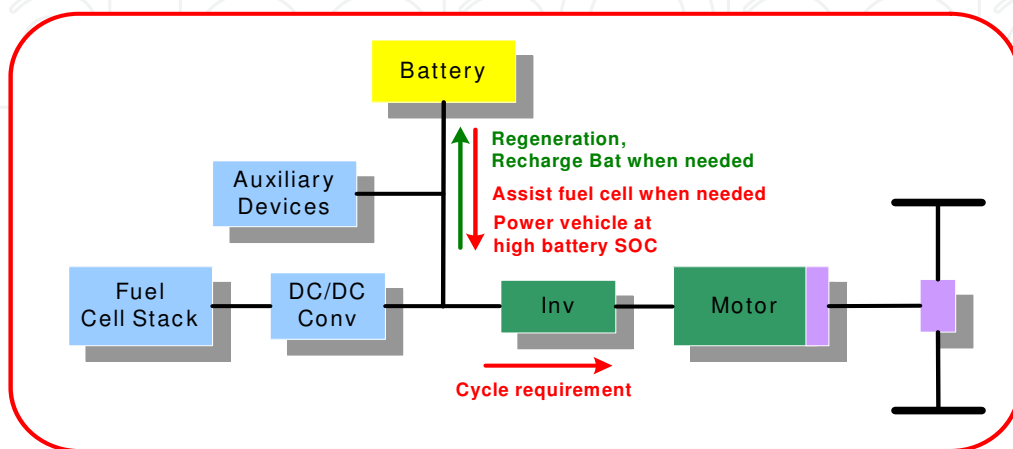 Battery
Regeneration,
Recharge Bat when needed
Auxiliary
Devices
Assist fuel cell when needed
Power vehicle at
high battery SOC
Fuel
Cell Stack
DC/DC
Conv
Inv
Motor
Cycle requirement